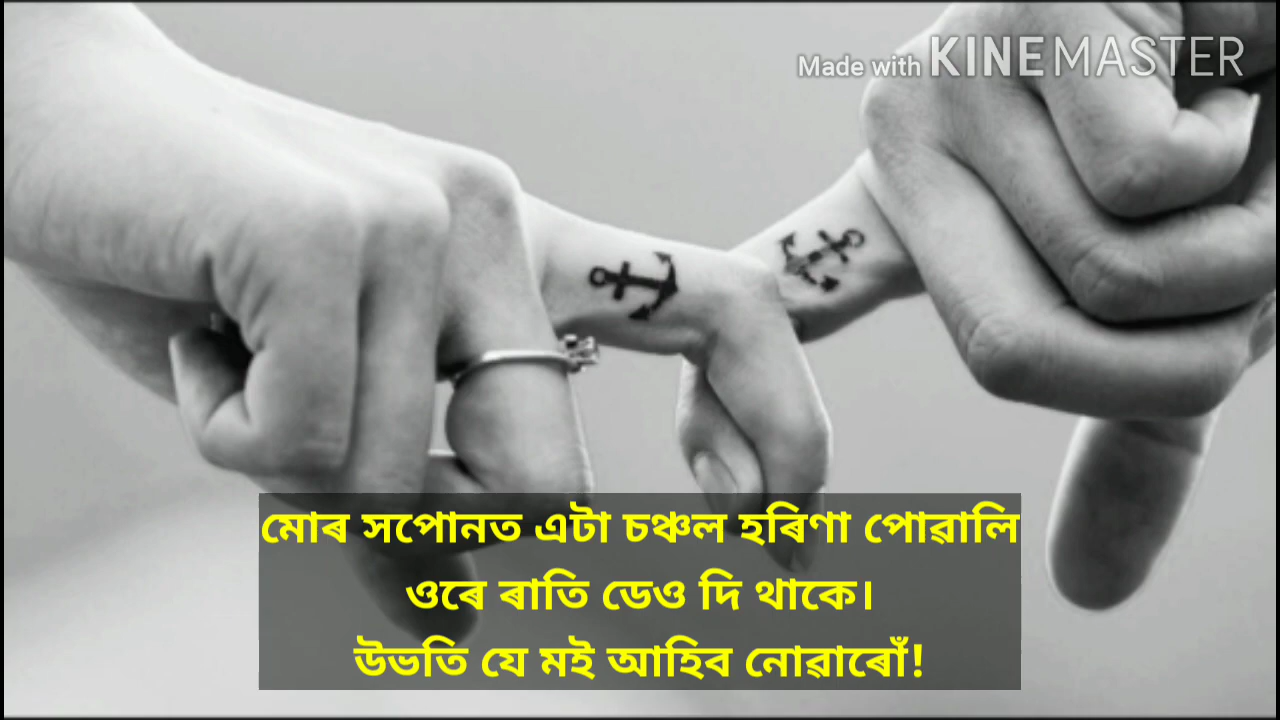 Made with KINEMASTER
মোৰ সপোনত এটা চঞ্চল হৰিণা পোৱালি
ওৰে ৰাতি ডেও দি থাকে।
উভতি যে মই আহিব নোৱাৰোঁ!